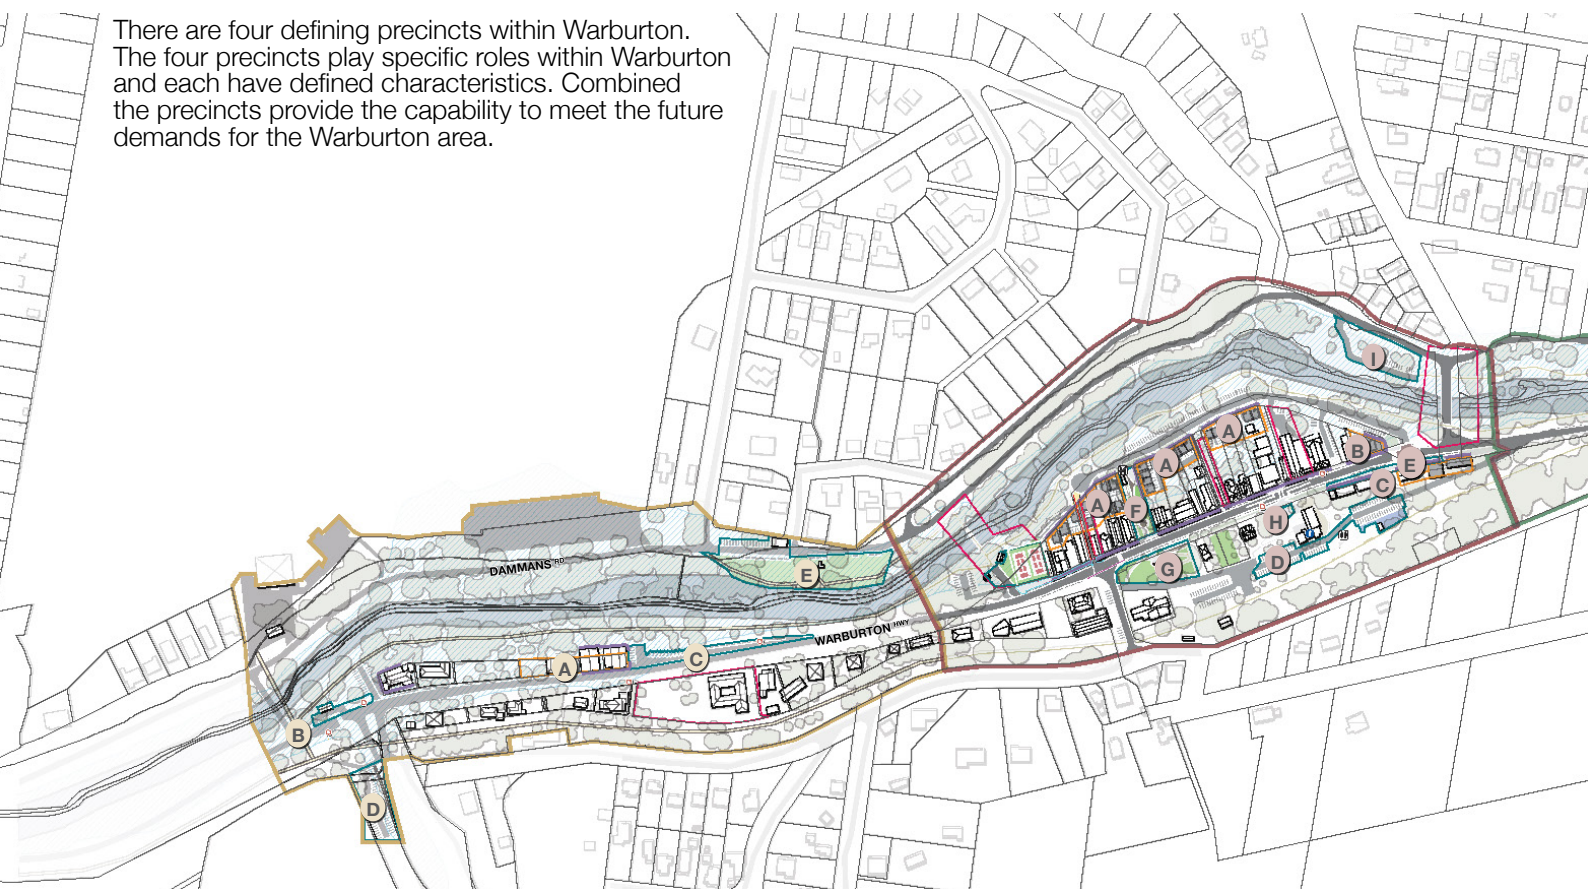 There are four defining precincts within Warburton.
The four precincts play specific roles within Warburton
and each have defined characteristics. Combined
the precincts provide the capability to meet the future
demands for the Warburton area.
I
A
B
A
E
C
A
F
H
D
G
DAMMANS RD
E
WARBURTON HWY
C
A
B
D